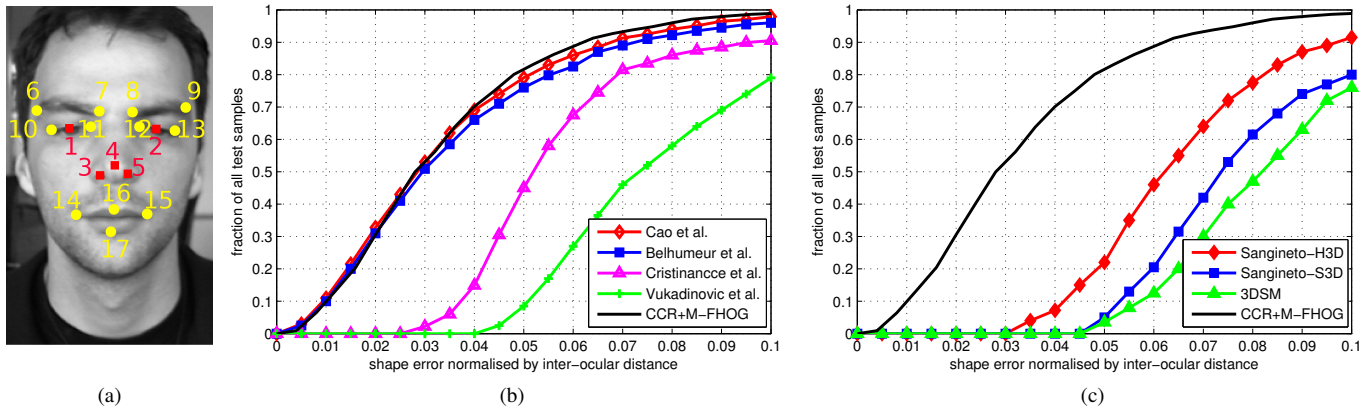 6 7 8 9
10 11 12 13
1 2
4
3 5
14 16 15
17
(a)
fraction of all test samples
1
0.9
0.8
0.7
0.6
0.5
0.4
0.3
0.2
0.1
0
0 0.01 0.02 0.03 0.04 0.05 0.06 0.07 0.08 0.09 0.1
shape error normalised by inter-ocular distance
Cao et al.
Belhumeur et al.
Cristinancce et al.
Vukadinovic et al.
CCR+M-FHOG
(b)
fraction of all test samples
1
0.9
0.8
0.7
0.6
0.5
0.4
0.3
0.2
0.1
0
0 0.01 0.02 0.03 0.04 0.05 0.06 0.07 0.08 0.09 0.1
shape error normalised by inter-ocular distance
Sangineto-H3D
Sangineto-S3D
3DSM
CCR+M-FHOG
(c)